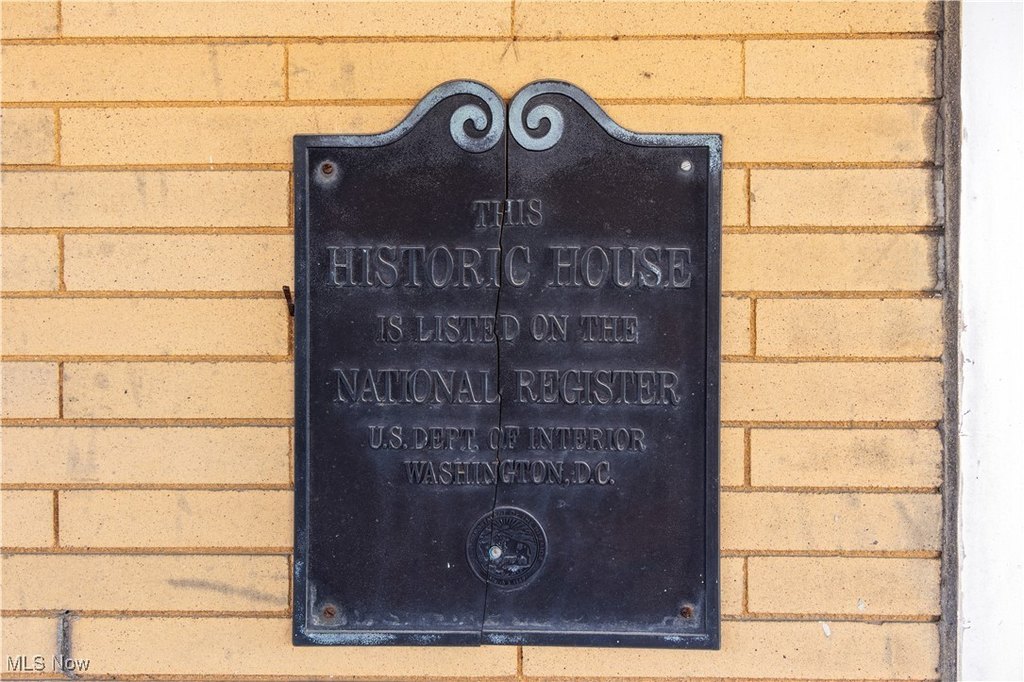 THIS
HISTORIC HOUSE
IS LISTED ON THE
NATIONAL REGISTER
U.S. DEPT. OF INTERIOR
WASHINGTON, D.C.
MLS Now